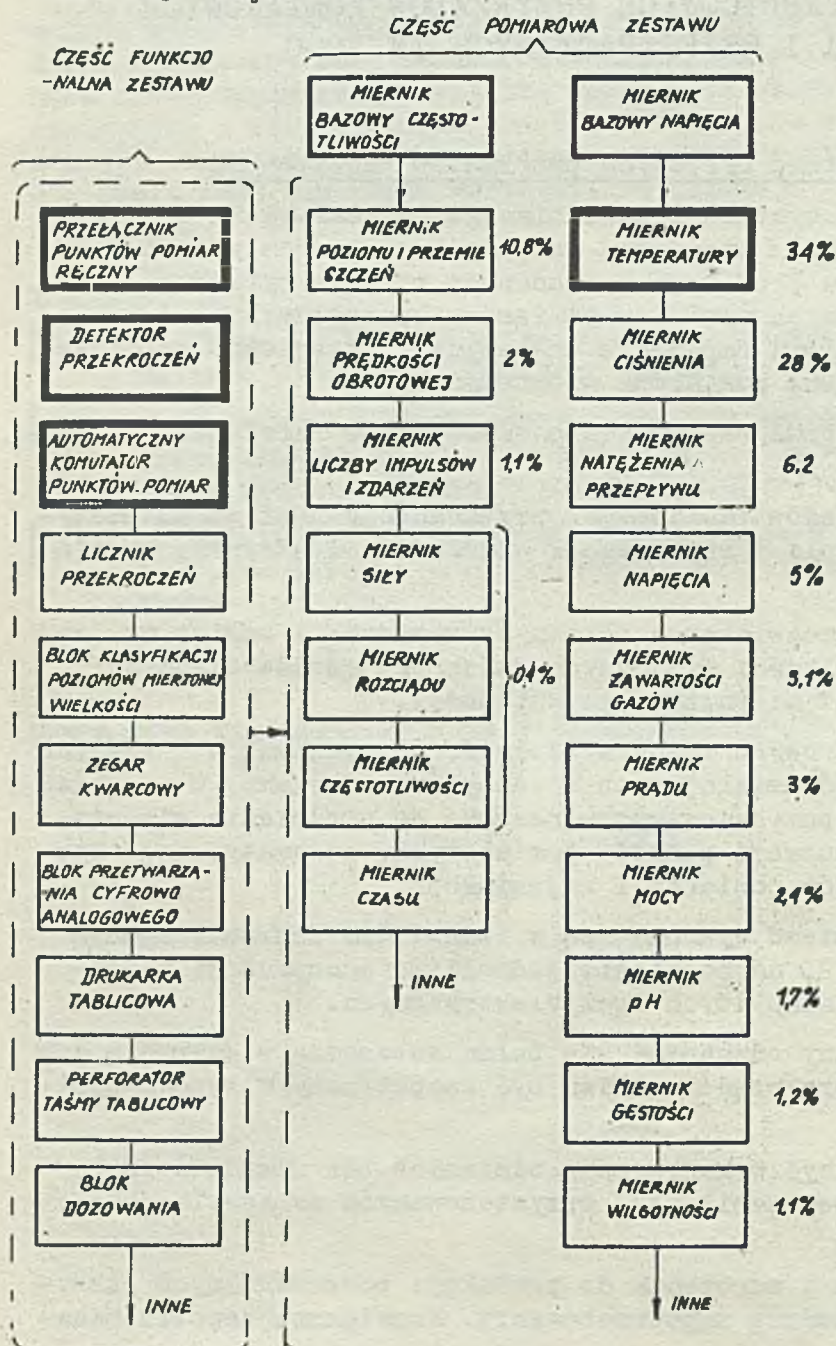 CZĘŚĆ POMIAROWA ZESTAWU
CZĘŚĆ FUNKCJO
-NALNA ZESTAWU
PRZEŁĄCZNIK
PUNKTÓW POMIAR
RĘCZNY
DETEKTOR
PRZEKROCZEŃ
AUTOMATYCZNY
KOMUTATOR
PUNKTÓW. POMIAR
LICZNIK
PRZEKROCZEŃ
BLOK KLASYFIKACJI
POZIOMÓW MIERZONEJ
WIELKOŚCI
ZEGAR
KWARCOWY
BLOK PRZETWARZA-
-NIA CYFROWO
ANALOGOWEGO
DRUKARKA
TABLICOWA
PERFORATOR
TAŚMY TABLICOWY
BLOK
DOZOWANIA
INNE
MIERNIK
BAZOWY CZĘSTO-
TLIWOŚCI
MIERNIK
POZIOMU I PRZEMIE
SZCZEŃ
10,8%
MIERNIK
PRĘDKOŚCI
OBROTOWEJ
2%
MIERNIK
LICZBY IMPULSÓW
I ZDARZEŃ
1,1%
MIERNIK
SIŁY
MIERNIK
ROZCIĄGU
MIERNIK
CZĘSTOTLIWOŚCI
MIERNIK
CZASU
INNE
MIERNIK
BAZOWY NAPIĘCIA
MIERNIK
TEMPERATURY
34%
MIERNIK
CIŚNIENIA
28%
MIERNIK
NATĘŻENIA
PRZEPŁYWU
6,2
MIERNIK
NAPIĘCIA
5%
MIERNIK
ZAWARTOŚCI
GAZÓW
3,1%
MIERNIK
PRĄDU
3%
MIERNIK
MOCY
2,1%
MIERNIK
pH
1,7%
MIERNIK
GĘSTOŚCI
1,2%
MIERNIK
WILGOTNOŚCI
1,1%
INNE